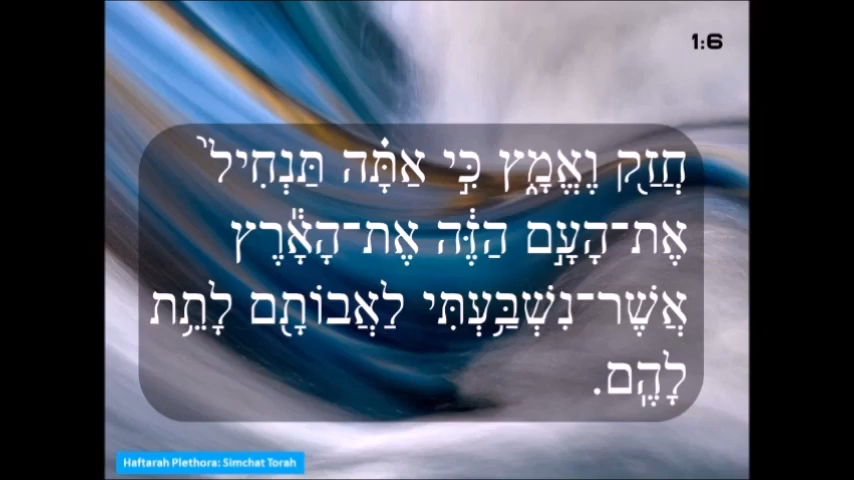 1:6
חֲזַ֖ק וֶאֱמָ֑ץ כִּ֣י אַתָּ֗ה תַּנְחִיל֙
אֶת־הָעָ֣ם הַזֶּ֔ה אֶת־הָאָ֕רֶץ
אֲשֶׁר־נִשְׁבַּ֥עְתִּי לַאֲבוֹתָ֖ם לָתֵ֥ת
לָהֶֽם.
Haftarah Plethora: Simchat Torah